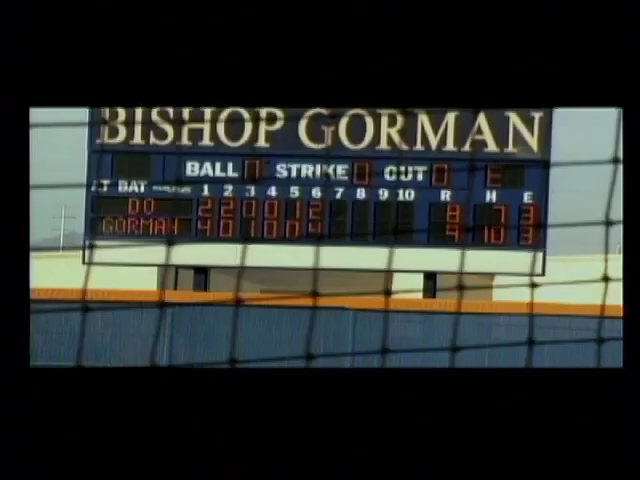 BISHOP GORMAN
BALL 0 STRIKE 0 OUT 0 E
AT BAT 1 2 3 4 5 6 7 8 9 10 R H E
DO 2 2 0 0 1 2 8 7 3
GORMAN 4 0 1 0 0 4 9 10 3